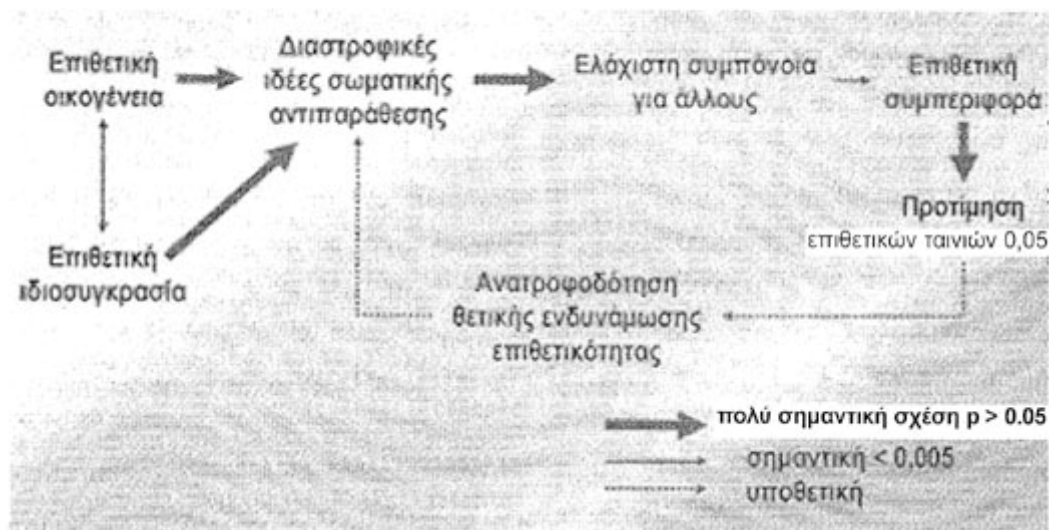 Επιθετική
οικογένεια
Διαστροφικές
ιδέες σωματικής
αντιπαράθεσης
Ελάχιστη συμπόνοία
για άλλους
Επιθετική
συμπεριφορά
Προτίμηση
επιθετικών ταινιών 0,05
Επιθετική
ιδιοσυγκρασία
Ανατροφοδότηση
θετικής ενδυνάμωσης
επιθετικότητας
πολύ σημαντική σχέση p > 0.05
σημαντική < 0,005
υποθετική